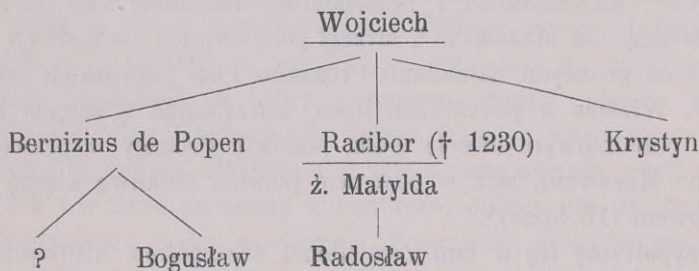 Wojciech
Bernizius de Popen Racibor († 1230) Krystyn
ż. Matylda
? Bogusław Radosław